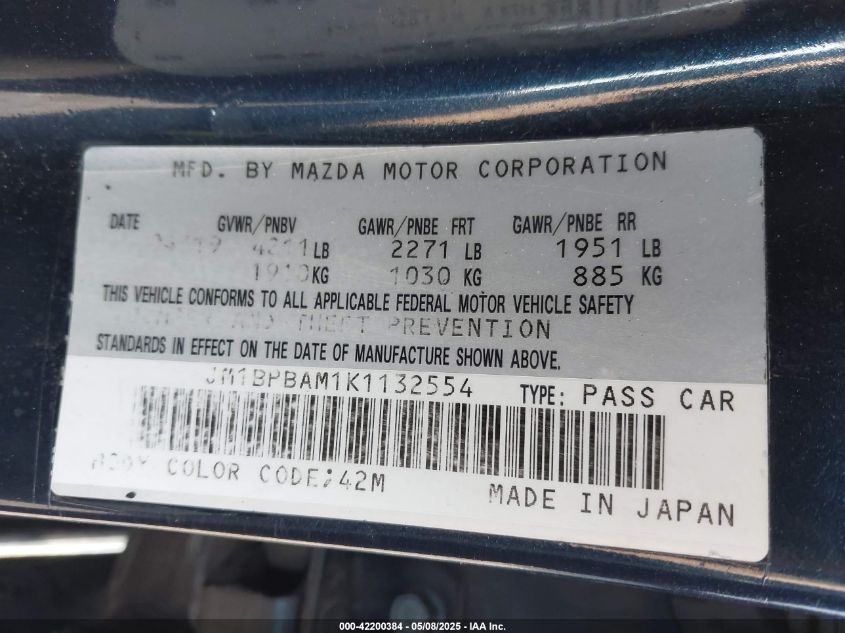 MFD. BY MAZDA MOTOR CORPORATION
DATE GVWR/PNBV GAWR/PNBE FRT GAWR/PNBE RR
LB 2271 LB 1951 LB
KG 1030 KG 885 KG
THIS VEHICLE CONFORMS TO ALL APPLICABLE FEDERAL MOTOR VEHICLE SAFETY
AND THEFT PREVENTION
STANDARDS IN EFFECT ON THE DATE OF MANUFACTURE SHOWN ABOVE.
JM1BPBAM1K1132554 TYPE: PASS CAR
BODY COLOR CODE:42M
MADE IN JAPAN
000-42200384 - 05/08/2025 - IAA Inc.